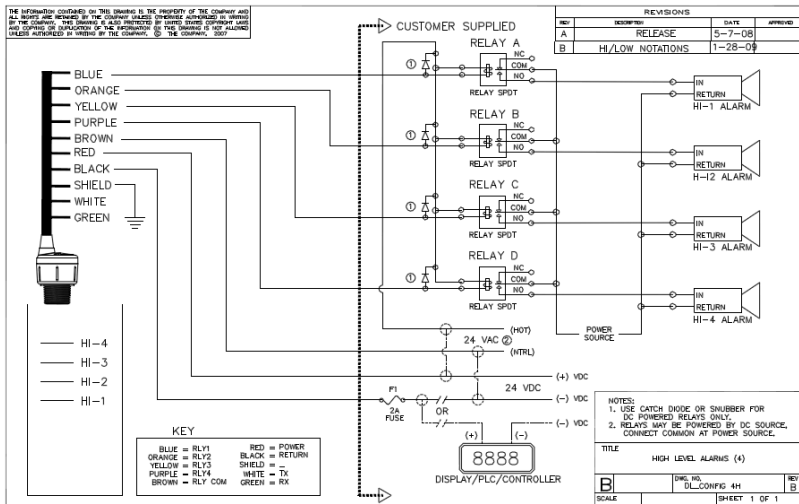 THE INFORMATION CONTAINED ON THIS DRAWING IS THE PROPERTY OF THE COMPANY AND
ALL RIGHTS ARE RETAINED BY THE COMPANY UNLESS OTHERWISE AUTHORIZED IN WRITING
BY THE COMPANY. THIS DRAWING IS ALSO PROTECTED BY UNITED STATES COPYRIGHT LAWS
AND COPYING OR DUPLICATION OF THE INFORMATION ON THIS DRAWING IS NOT ALLOWED
UNLESS AUTHORIZED IN WRITING BY THE COMPANY. © THE COMPANY, 2007
REVISIONS
REV DESCRIPTION DATE APPROVED
A RELEASE 5-7-08
B HI/LOW NOTATIONS 1-28-09
CUSTOMER SUPPLIED
BLUE
ORANGE
YELLOW
PURPLE
BROWN
RED
BLACK
SHIELD
WHITE
GREEN
RELAY A
1
NC
COM
NO
RELAY SPDT
IN
RETURN
HI-1 ALARM
RELAY B
1
NC
COM
NO
RELAY SPDT
IN
RETURN
H-I2 ALARM
RELAY C
1
NC
COM
NO
RELAY SPDT
IN
RETURN
HI-3 ALARM
RELAY D
1
NC
COM
NO
RELAY SPDT
IN
RETURN
HI-4 ALARM
POWER
SOURCE
(HOT)
24 VAC 2
(NTRL)
(+) VDC
24 VDC
(-) VDC
(-) VDC
F1
2A
FUSE
OR
(+) (-)
8888
DISPLAY/PLC/CONTROLLER
HI-4
HI-3
HI-2
HI-1
KEY
BLUE = RLY1 RED = POWER
ORANGE = RLY2 BLACK = RETURN
YELLOW = RLY3 SHIELD = _
PURPLE = RLY4 WHITE = TX
BROWN = RLY COM GREEN = RX
NOTES:
1. USE CATCH DIODE OR SNUBBER FOR
DC POWERED RELAYS ONLY.
2. RELAYS MAY BE POWERED BY DC SOURCE,
CONNECT COMMON AT POWER SOURCE.
TITLE
HIGH LEVEL ALARMS (4)
B DWG. NO. DL_CONFIG 4H REV B
SCALE SHEET 1 OF 1